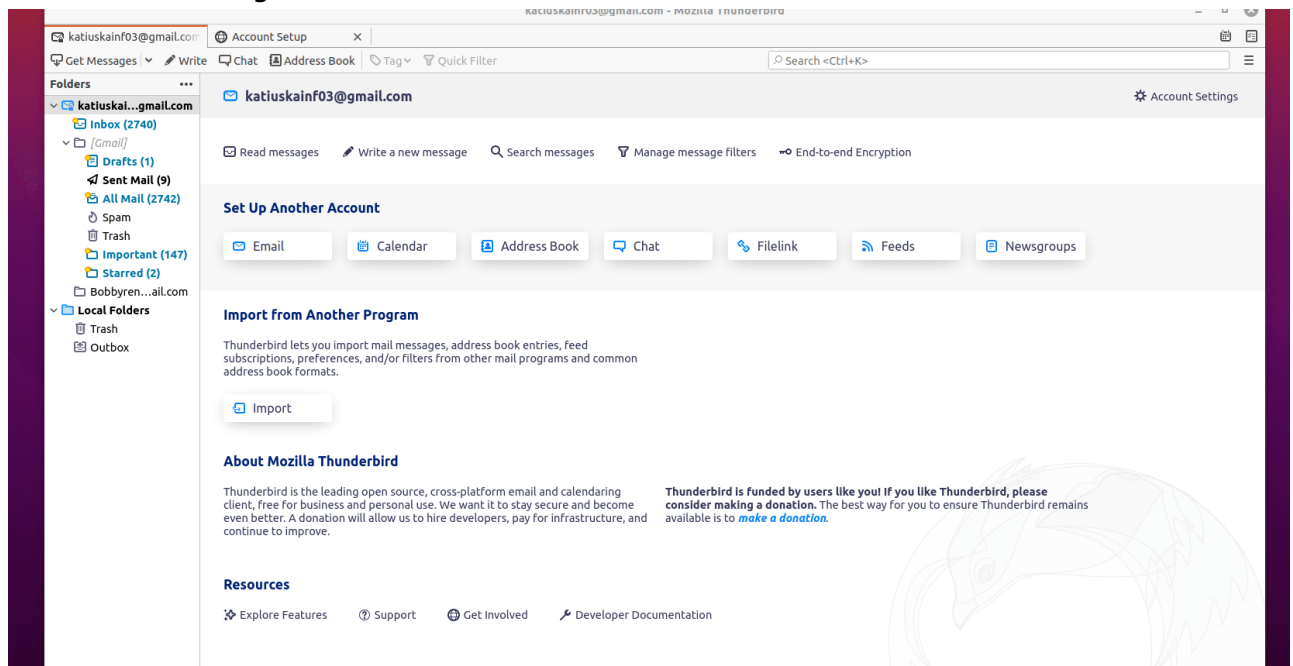 katiuskainf03@gmail.com - Mozilla Thunderbird
katiuskainf03@gmail.com Account Setup
Get Messages Write Chat Address Book Tag Quick Filter Search <Ctrl+K>
Folders
katiuskai...gmail.com
Inbox (2740)
[Gmail]
Drafts (1)
Sent Mail (9)
All Mail (2742)
Spam
Trash
Important (147)
Starred (2)
Bobbyren...ail.com
Local Folders
Trash
Outbox
katiuskainf03@gmail.com Account Settings
Read messages Write a new message Search messages Manage message filters End-to-end Encryption
Set Up Another Account
Email Calendar Address Book Chat Filelink Feeds Newsgroups
Import from Another Program
Thunderbird lets you import mail messages, address book entries, feed
subscriptions, preferences, and/or filters from other mail programs and common
address book formats.
Import
About Mozilla Thunderbird
Thunderbird is the leading open source, cross-platform email and calendaring
client, free for business and personal use. We want it to stay secure and become
even better. A donation will allow us to hire developers, pay for infrastructure, and
continue to improve.
Thunderbird is funded by users like you! If you like Thunderbird, please
consider making a donation. The best way for you to ensure Thunderbird remains
available is to make a donation.
Resources
Explore Features Support Get Involved Developer Documentation